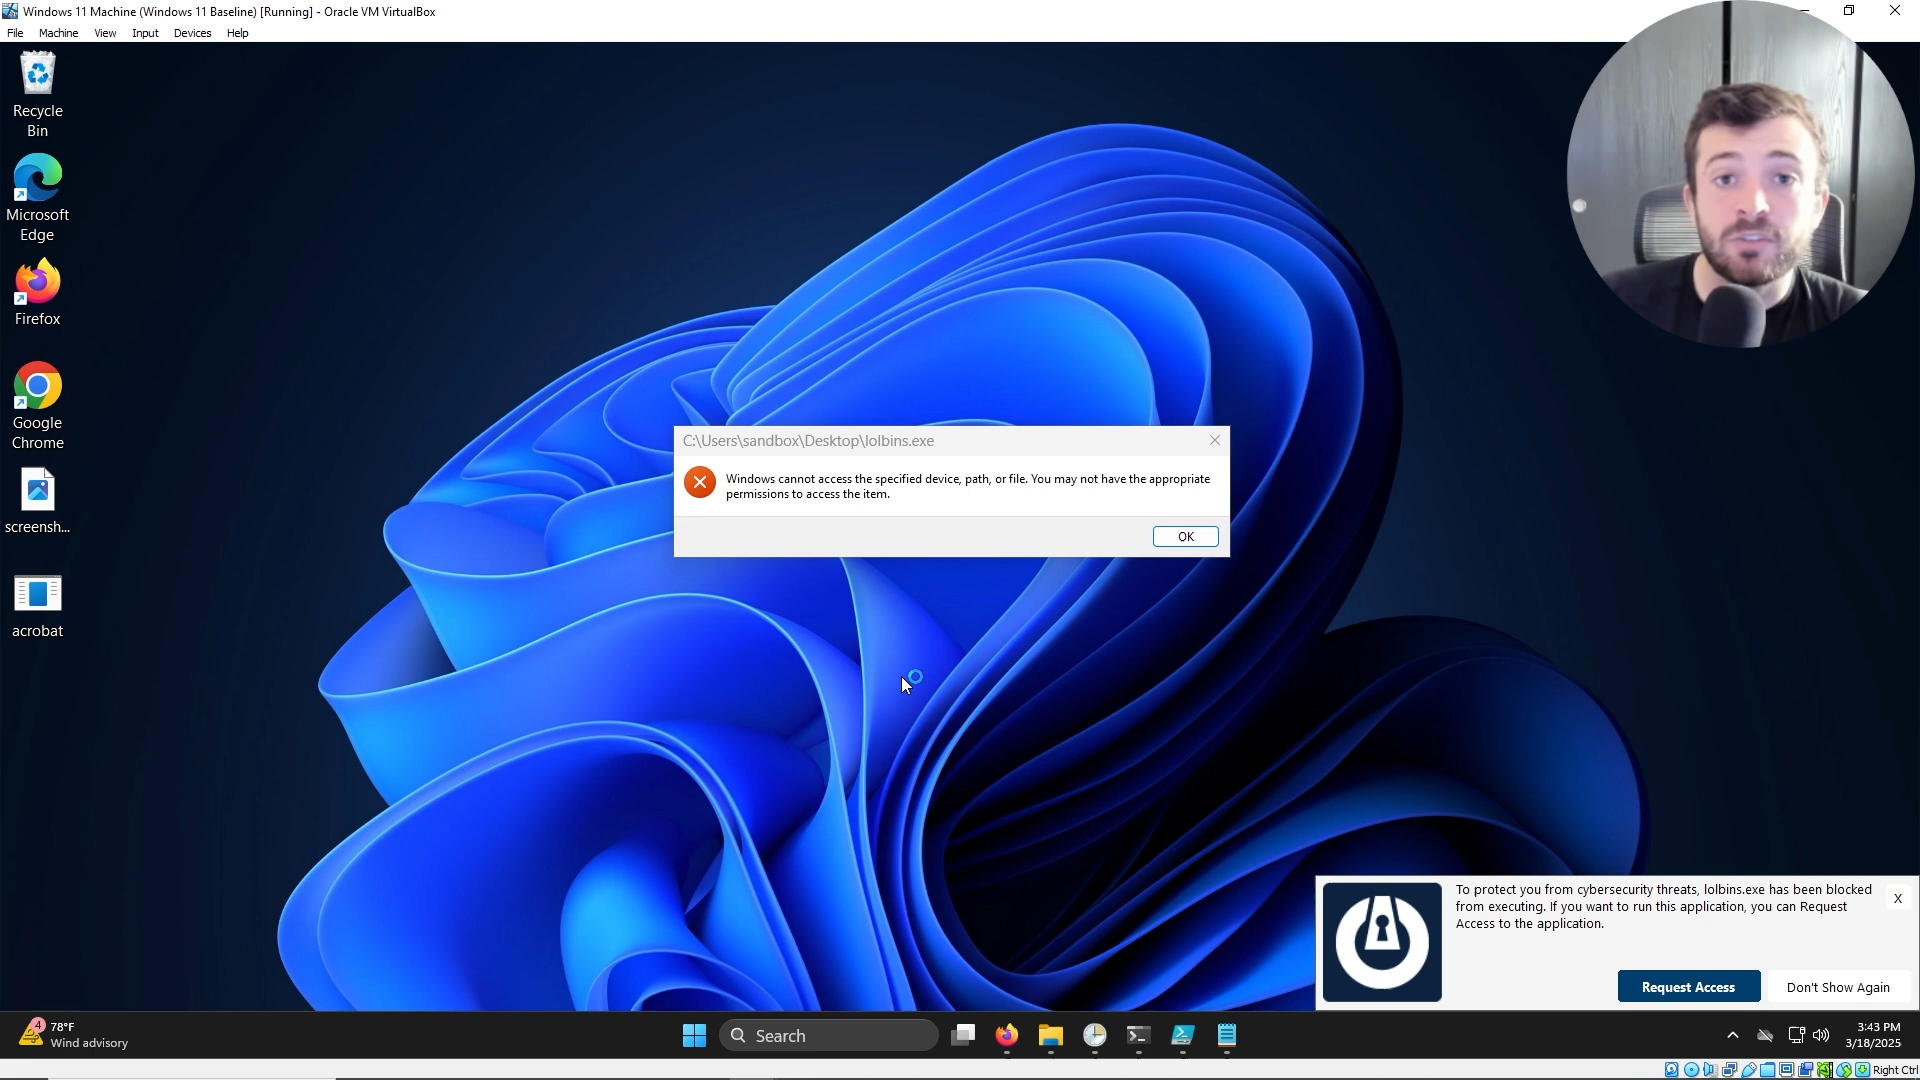 Windows 11 Machine (Windows 11 Baseline) [Running] - Oracle VM VirtualBox
File Machine View Input Devices Help
Recycle
Bin
Microsoft
Edge
Firefox
Google
Chrome
screensh...
acrobat
C:\Users\sandbox\Desktop\lolbins.exe
Windows cannot access the specified device, path, or file. You may not have the appropriate
permissions to access the item.
OK
To protect you from cybersecurity threats, lolbins.exe has been blocked
from executing. If you want to run this application, you can Request
Access to the application.
X
Request Access
Don't Show Again
4
78°F
Wind advisory
Search
3:43 PM
3/18/2025
Right Ctrl